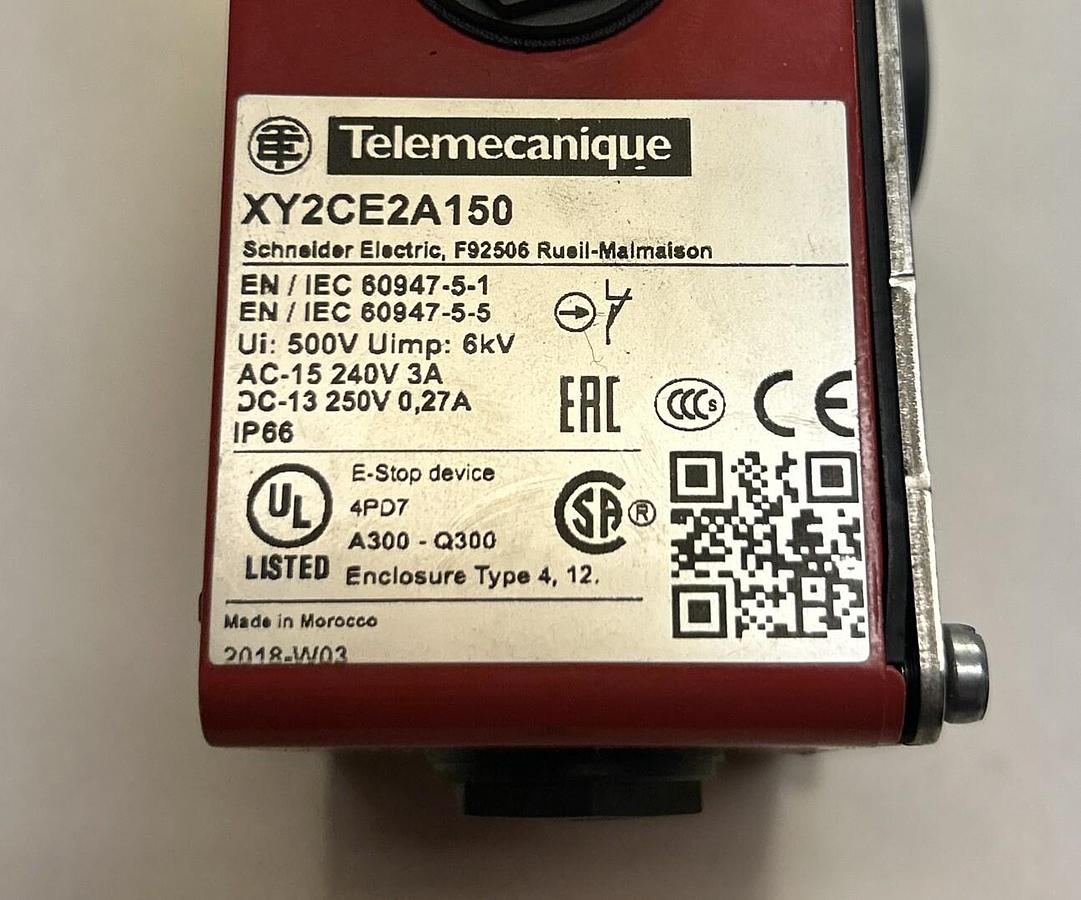 Telemecanique
XY2CE2A150
Schneider Electric, F92506 Rueil-Malmaison
EN / IEC 60947-5-1
EN / IEC 60947-5-5
Ui: 500V Uimp: 6kV
AC-15 240V 3A
DC-13 250V 0,27A
IP66
EAC
CCC S
CE
UL
LISTED
E-Stop device
4PD7
A300 - Q300
Enclosure Type 4, 12.
SA ®
Made in Morocco
2018-W03